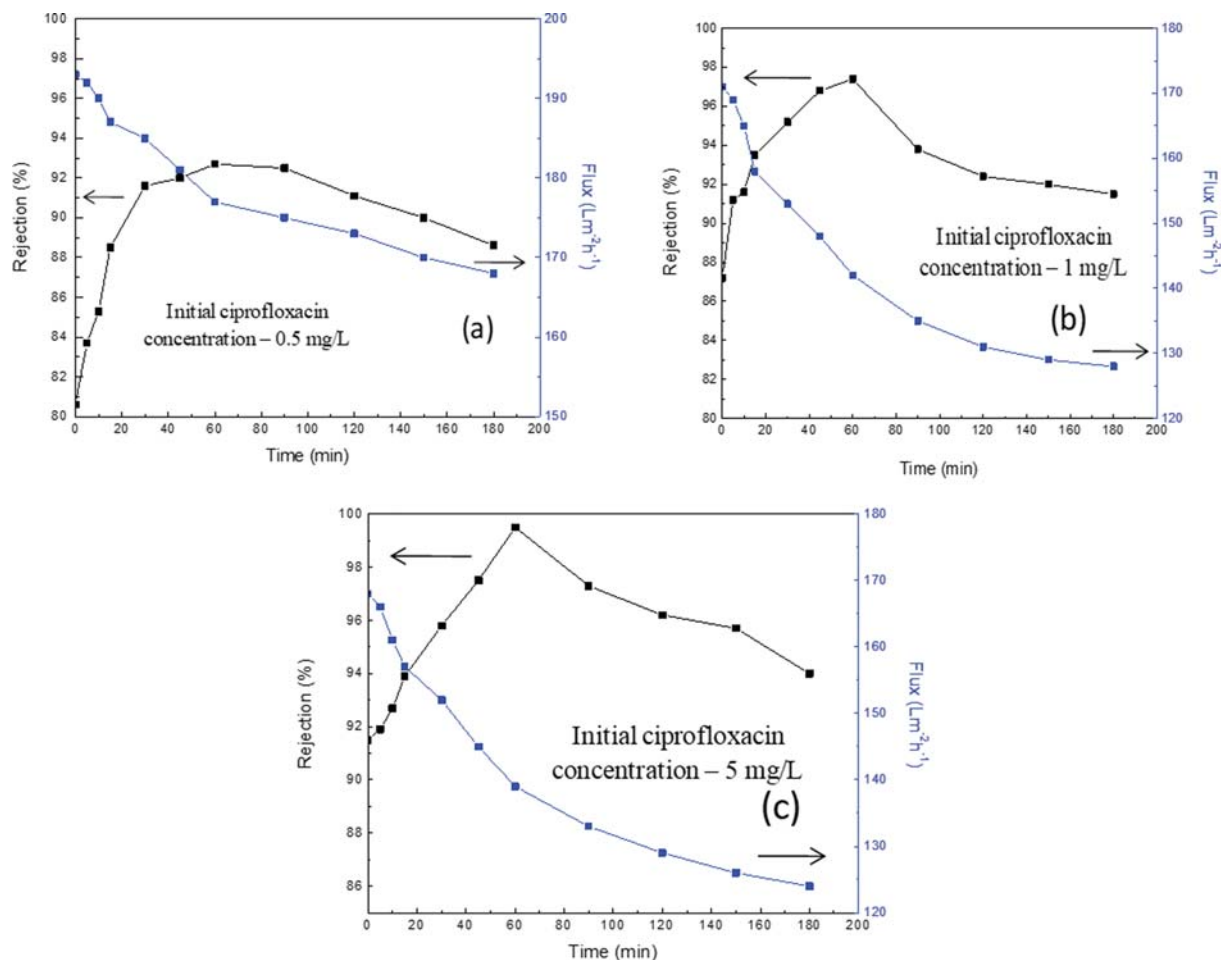 100
98
96
94
92
90
88
86
84
82
80
Rejection (%)
200
190
180
170
160
150
Flux (Lm⁻²h⁻¹)
Initial ciprofloxacin
concentration – 0.5 mg/L
(a)
0 20 40 60 80 100 120 140 160 180 200
Time (min)
100
98
96
94
92
90
88
86
84
82
80
Rejection (%)
180
170
160
150
140
130
120
Flux (Lm⁻²h⁻¹)
Initial ciprofloxacin
concentration – 1 mg/L
(b)
0 20 40 60 80 100 120 140 160 180 200
Time (min)
100
98
96
94
92
90
88
86
Rejection (%)
180
170
160
150
140
130
120
Flux (Lm⁻²h⁻¹)
Initial ciprofloxacin
concentration – 5 mg/L
(c)
0 20 40 60 80 100 120 140 160 180 200
Time (min)